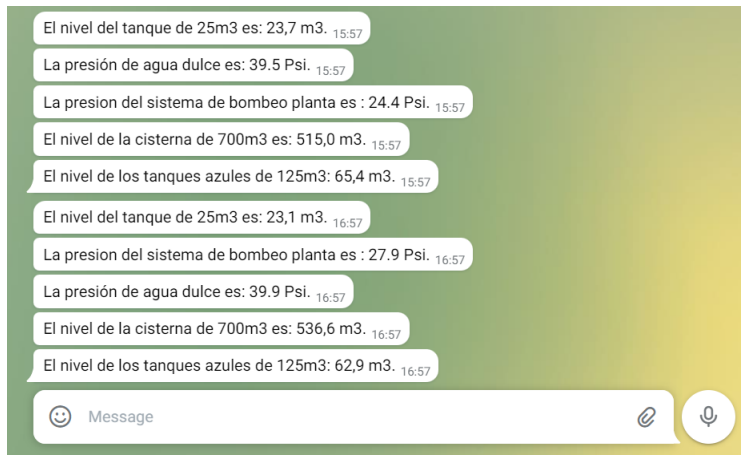 El nivel del tanque de 25m3 es: 23,7 m3. 15:57
La presión de agua dulce es: 39.5 Psi. 15:57
La presion del sistema de bombeo planta es : 24.4 Psi. 15:57
El nivel de la cisterna de 700m3 es: 515,0 m3. 15:57
El nivel de los tanques azules de 125m3: 65,4 m3. 15:57
El nivel del tanque de 25m3 es: 23,1 m3. 16:57
La presion del sistema de bombeo planta es : 27.9 Psi. 16:57
La presión de agua dulce es: 39.9 Psi. 16:57
El nivel de la cisterna de 700m3 es: 536,6 m3. 16:57
El nivel de los tanques azules de 125m3: 62,9 m3. 16:57
Message